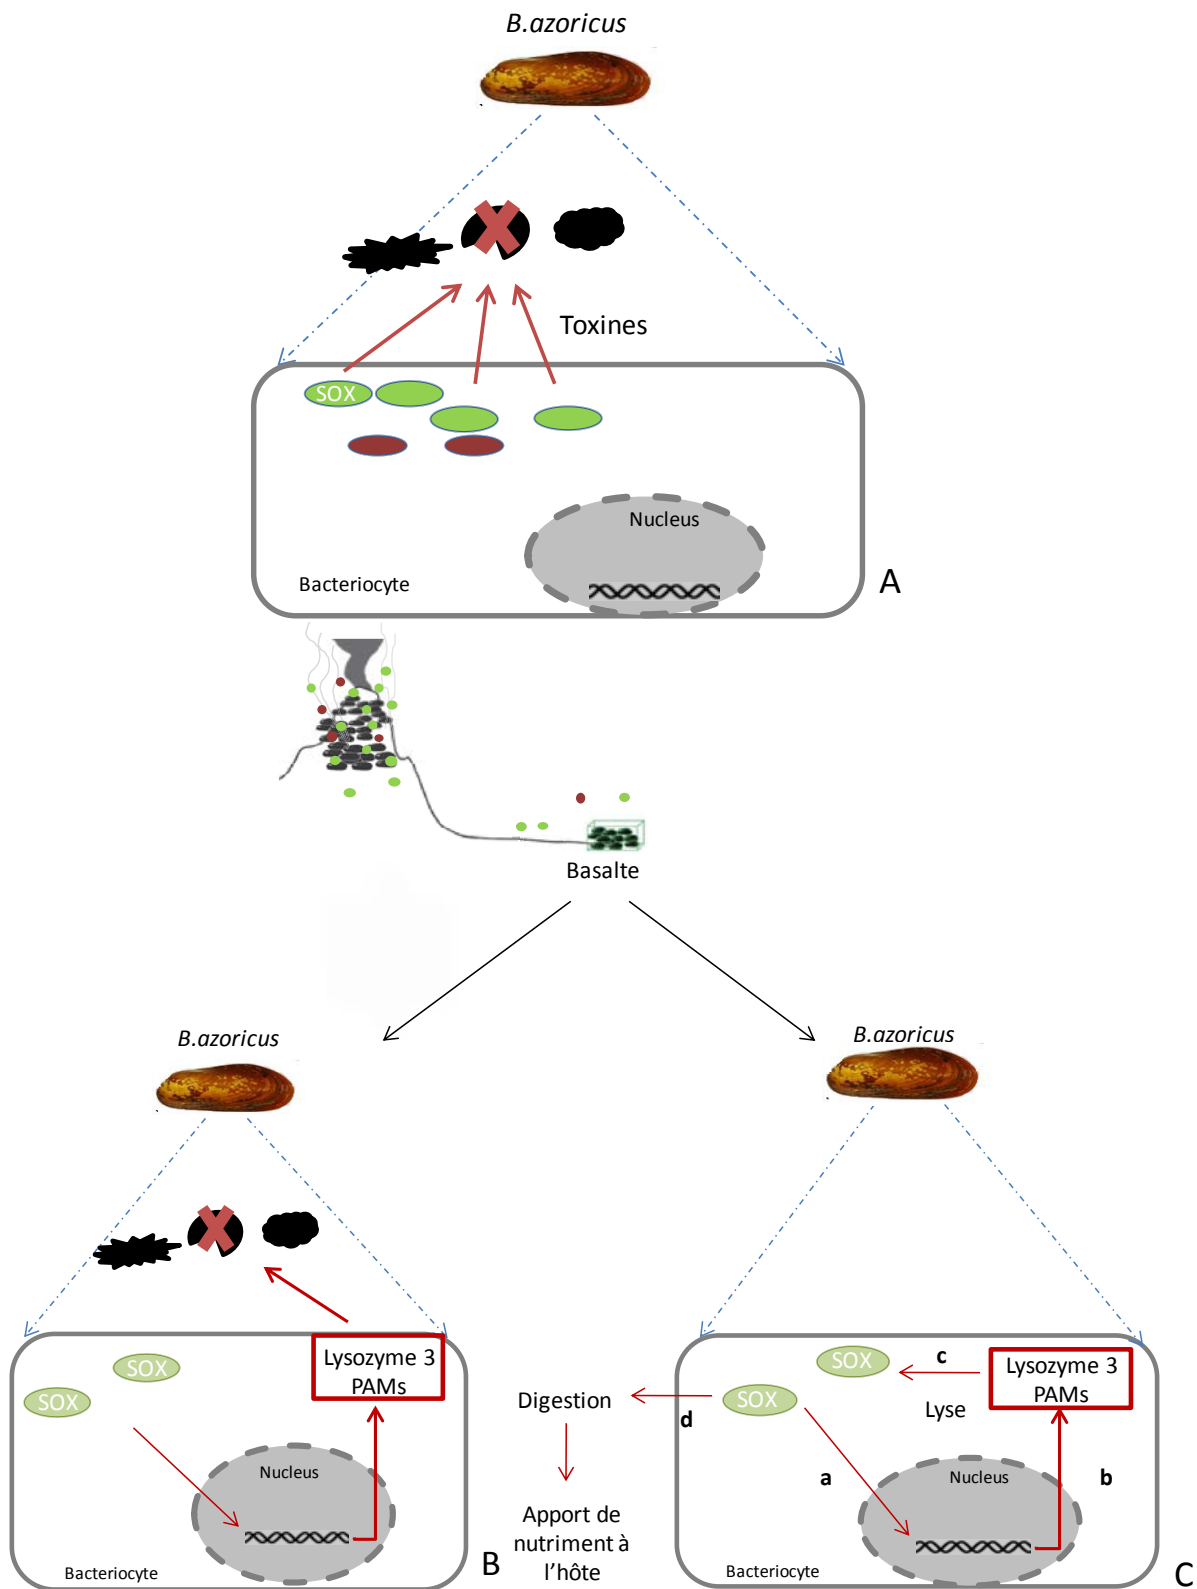 B.azoricus
Toxines
SOX
Nucleus
Bacteriocyte
A
Basalte
B.azoricus
B.azoricus
SOX
SOX
Lysozyme 3
PAMs
Nucleus
Bacteriocyte
B
Digestion
Apport de
nutriment à
l'hôte
SOX
c
Lysozyme 3
PAMs
SOX
Lyse
d
a
Nucleus
b
Bacteriocyte
C